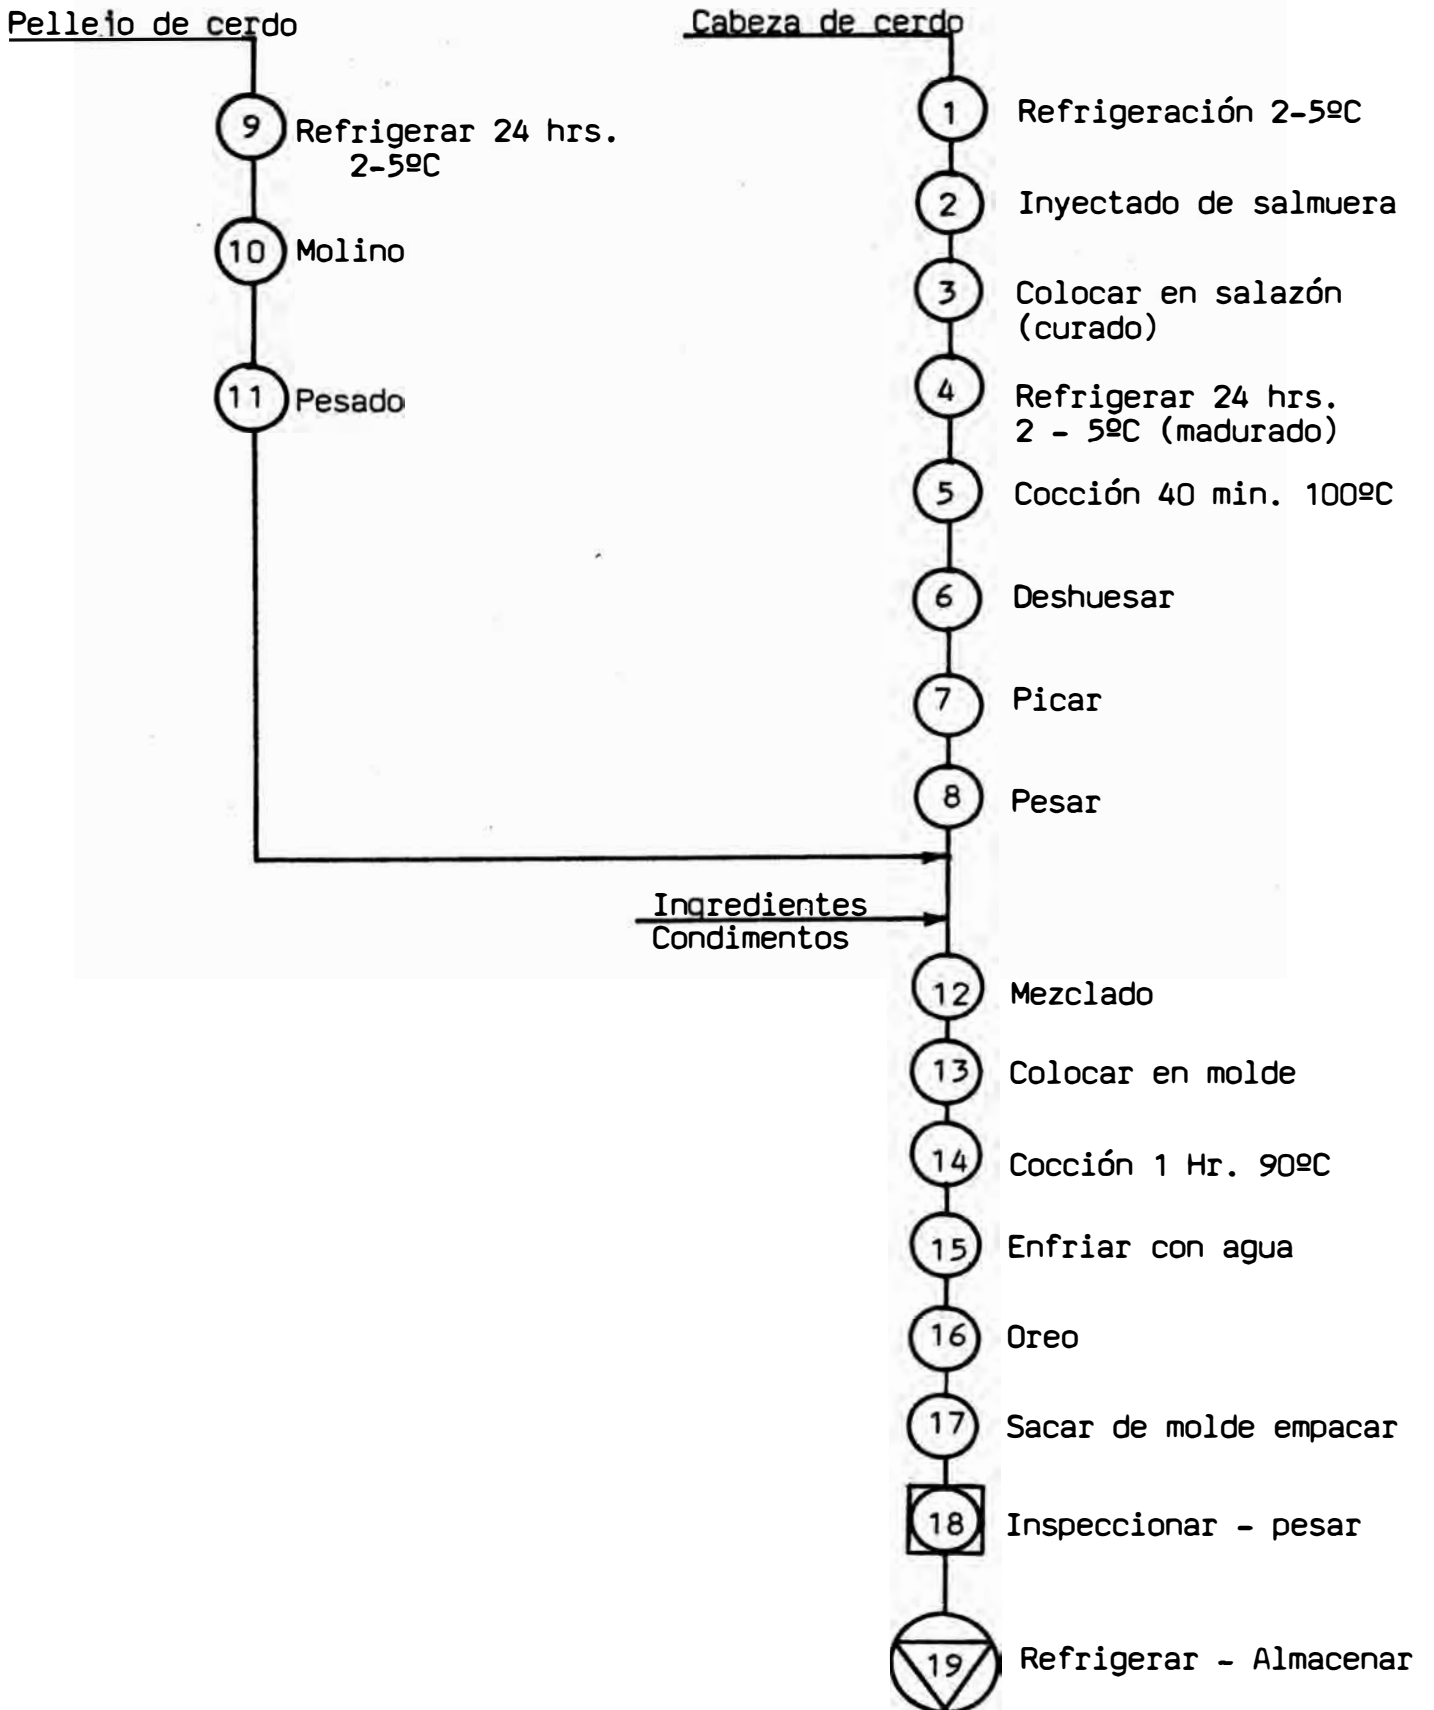 Pellejo de cerdo
9
Refrigerar 24 hrs.
2-5ºC
10
Molino
11
Pesado
Cabeza de cerdo
1
Refrigeración 2-5ºC
2
Inyectado de salmuera
3
Colocar en salazón
(curado)
4
Refrigerar 24 hrs.
2 - 5ºC (madurado)
5
Cocción 40 min. 100ºC
6
Deshuesar
7
Picar
8
Pesar
Ingredientes
Condimentos
12
Mezclado
13
Colocar en molde
14
Cocción 1 Hr. 90ºC
15
Enfriar con agua
16
Oreo
17
Sacar de molde empacar
18
Inspeccionar - pesar
19
Refrigerar - Almacenar